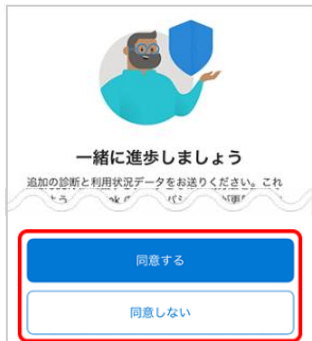 一緒に進歩しましょう
追加の診断と利用状況データをお送りください。これ
同意する
同意しない